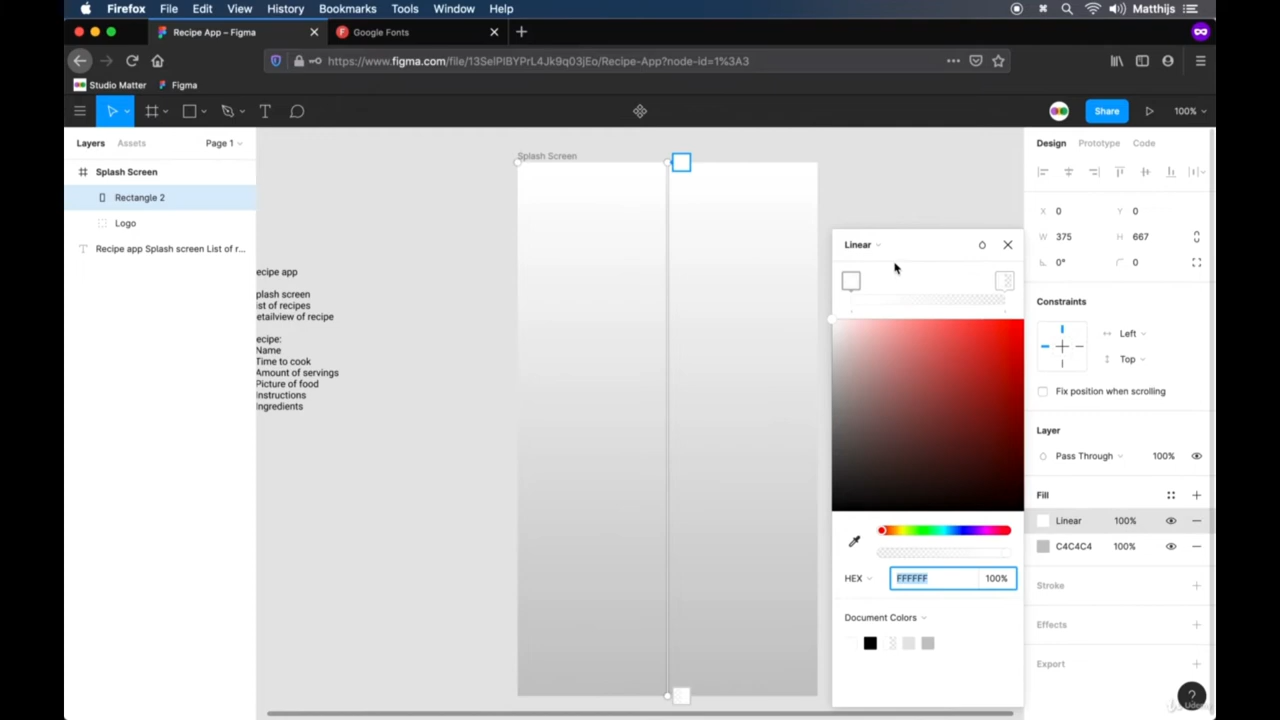 Firefox File Edit View History Bookmarks Tools Window Help Matthijs
Recipe App – Figma
Google Fonts
https://www.figma.com/file/13SelPlBYPrL4Jk9q03jEo/Recipe-App?node-id=1%3A3
Studio Matter Figma
Share 100%
Layers Assets Page 1
Design Prototype Code
Splash Screen
Rectangle 2
Logo
Recipe app Splash screen List of r...
Splash Screen
ecipe app
plash screen
ist of recipes
etailview of recipe
ecipe:
Name
Time to cook
Amount of servings
Picture of food
Instructions
Ingredients
Linear
HEX FFFFFF 100%
Document Colors
X 0 Y 0
W 375 H 667
0° 0
Constraints
Left
Top
Fix position when scrolling
Layer
Pass Through 100%
Fill
Linear 100%
C4C4C4 100%
Stroke
Effects
Export
?